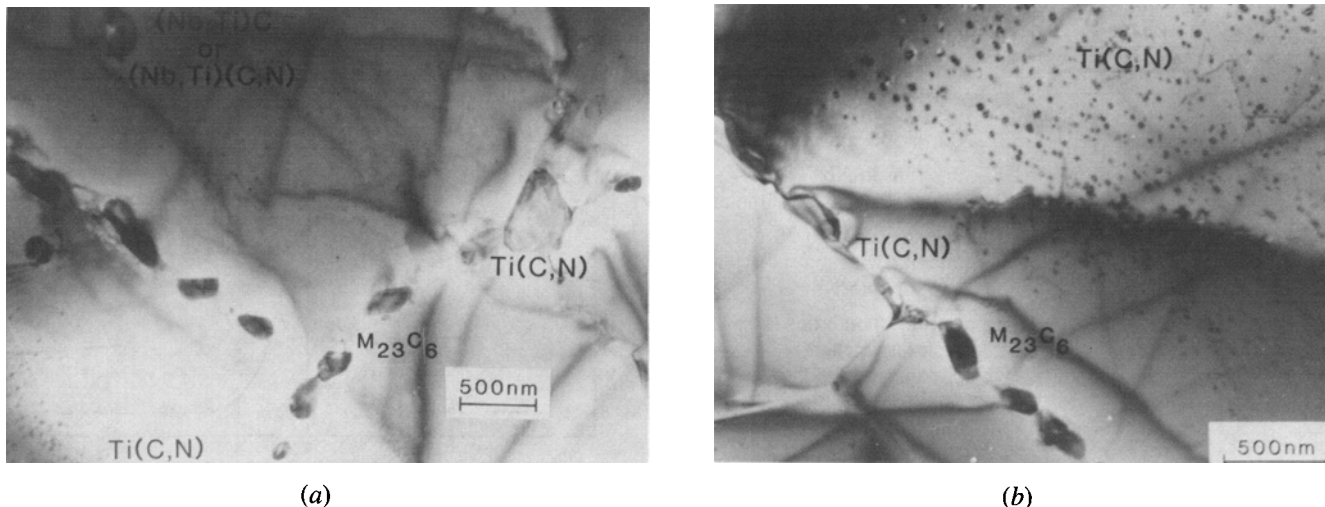 (Nb,Ti)C
or
(Nb,Ti)(C,N)
Ti(C,N)
M23C6
500nm
Ti(C,N)
(a)
Ti(C,N)
Ti(C,N)
M23C6
500nm
(b)